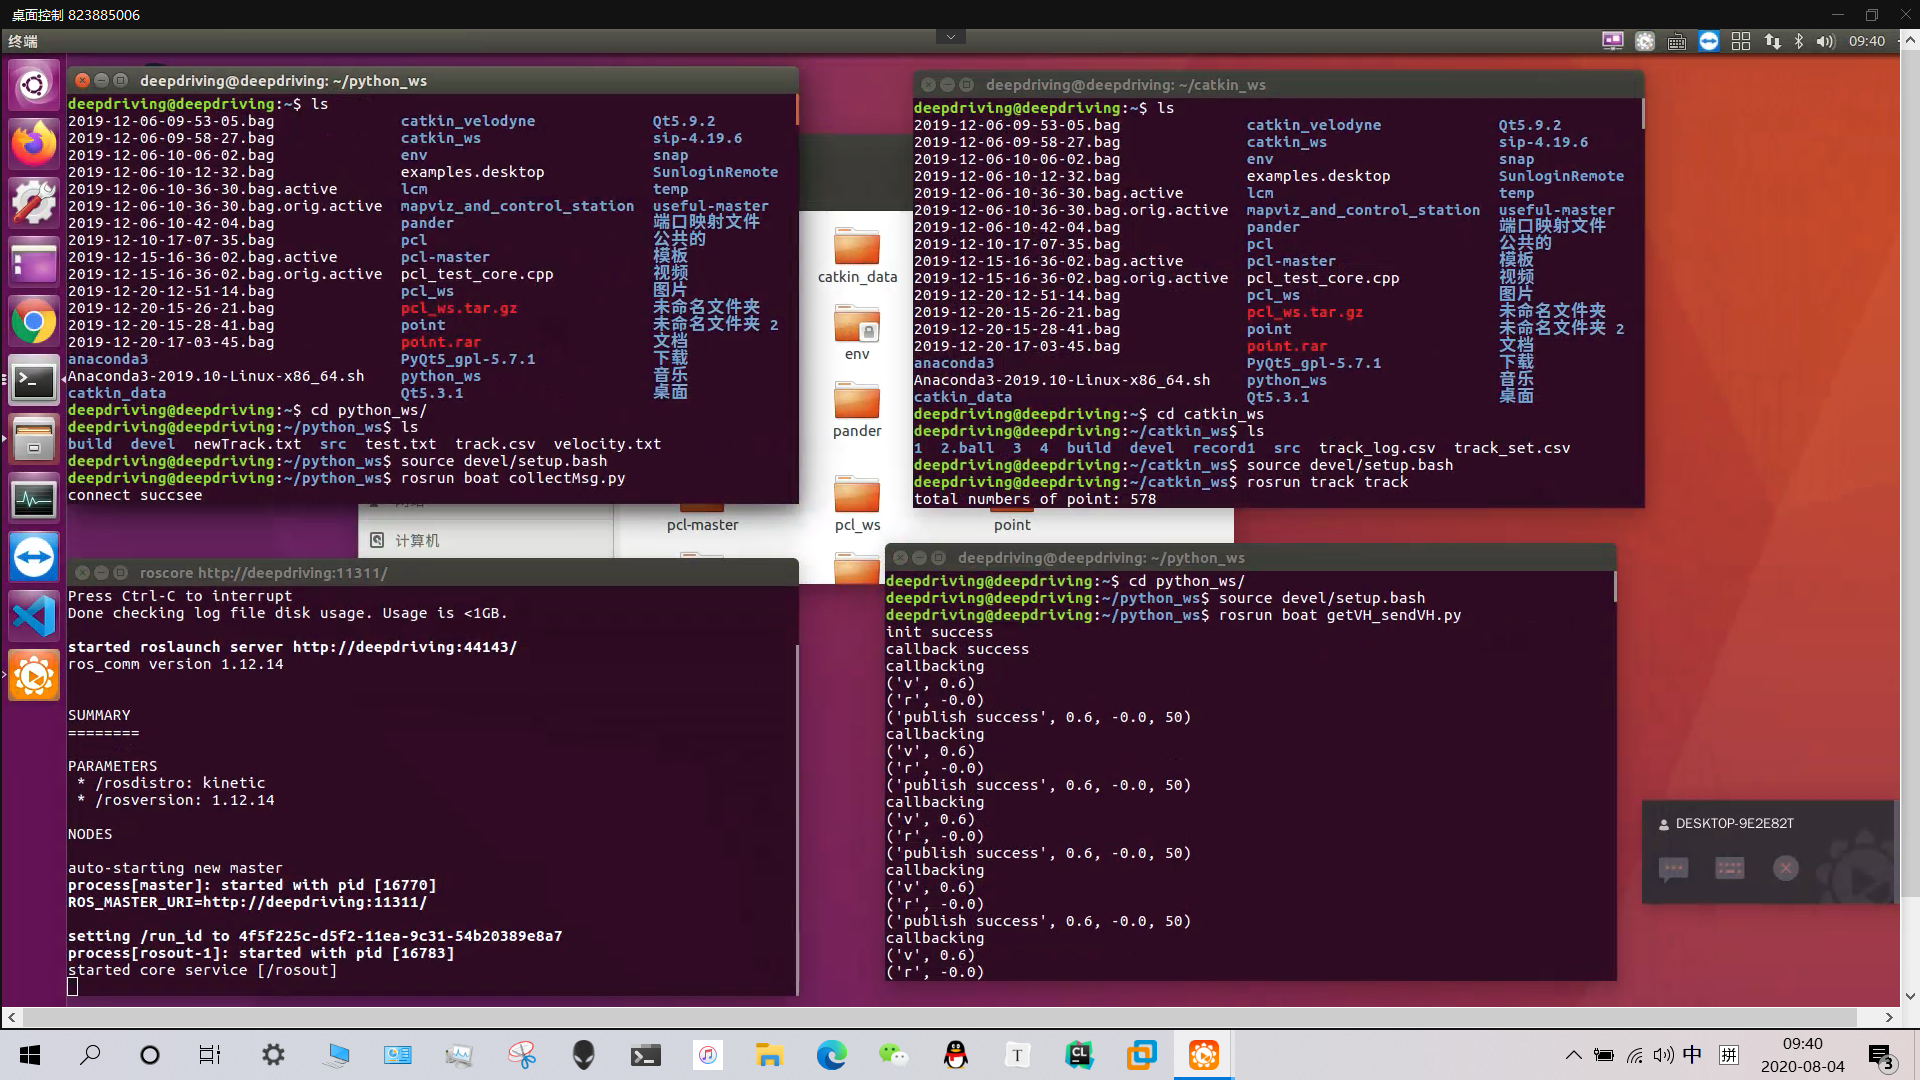 桌面控制 823885006
终端
09:40
deepdriving@deepdriving: ~/python_ws
deepdriving@deepdriving:~$ ls
2019-12-06-09-53-05.bag catkin_velodyne Qt5.9.2
2019-12-06-09-58-27.bag catkin_ws sip-4.19.6
2019-12-06-10-06-02.bag env snap
2019-12-06-10-12-32.bag examples.desktop SunloginRemote
2019-12-06-10-36-30.bag.active lcm temp
2019-12-06-10-36-30.bag.orig.active mapviz_and_control_station useful-master
2019-12-06-10-42-04.bag pander 端口映射文件
2019-12-10-17-07-35.bag pcl 公共的
2019-12-15-16-36-02.bag.active pcl-master 模板
2019-12-15-16-36-02.bag.orig.active pcl_test_core.cpp 视频
2019-12-20-12-51-14.bag pcl_ws 图片
2019-12-20-15-26-21.bag pcl_ws.tar.gz 未命名文件夹
2019-12-20-15-28-41.bag point 未命名文件夹 2
2019-12-20-17-03-45.bag point.rar 文档
anaconda3 PyQt5_gpl-5.7.1 下载
Anaconda3-2019.10-Linux-x86_64.sh python_ws 音乐
catkin_data Qt5.3.1 桌面
deepdriving@deepdriving:~$ cd python_ws/
deepdriving@deepdriving:~/python_ws$ ls
build devel newTrack.txt src test.txt track.csv velocity.txt
deepdriving@deepdriving:~/python_ws$ source devel/setup.bash
deepdriving@deepdriving:~/python_ws$ rosrun boat collectMsg.py
connect succsee
catkin_data
env
pander
pcl-master
pcl_ws
point
计算机
deepdriving@deepdriving: ~/catkin_ws
deepdriving@deepdriving:~$ ls
2019-12-06-09-53-05.bag catkin_velodyne Qt5.9.2
2019-12-06-09-58-27.bag catkin_ws sip-4.19.6
2019-12-06-10-06-02.bag env snap
2019-12-06-10-12-32.bag examples.desktop SunloginRemote
2019-12-06-10-36-30.bag.active lcm temp
2019-12-06-10-36-30.bag.orig.active mapviz_and_control_station useful-master
2019-12-06-10-42-04.bag pander 端口映射文件
2019-12-10-17-07-35.bag pcl 公共的
2019-12-15-16-36-02.bag.active pcl-master 模板
2019-12-15-16-36-02.bag.orig.active pcl_test_core.cpp 视频
2019-12-20-12-51-14.bag pcl_ws 图片
2019-12-20-15-26-21.bag pcl_ws.tar.gz 未命名文件夹
2019-12-20-15-28-41.bag point 未命名文件夹 2
2019-12-20-17-03-45.bag point.rar 文档
anaconda3 PyQt5_gpl-5.7.1 下载
Anaconda3-2019.10-Linux-x86_64.sh python_ws 音乐
catkin_data Qt5.3.1 桌面
deepdriving@deepdriving:~$ cd catkin_ws
deepdriving@deepdriving:~/catkin_ws$ ls
1 2.ball 3 4 build devel record1 src track_log.csv track_set.csv
deepdriving@deepdriving:~/catkin_ws$ source devel/setup.bash
deepdriving@deepdriving:~/catkin_ws$ rosrun track track
total numbers of point: 578
roscore http://deepdriving:11311/
Press Ctrl-C to interrupt
Done checking log file disk usage. Usage is <1GB.
started roslaunch server http://deepdriving:44143/
ros_comm version 1.12.14
SUMMARY
========
PARAMETERS
* /rosdistro: kinetic
* /rosversion: 1.12.14
NODES
auto-starting new master
process[master]: started with pid [16770]
ROS_MASTER_URI=http://deepdriving:11311/
setting /run_id to 4f5f225c-d5f2-11ea-9c31-54b20389e8a7
process[rosout-1]: started with pid [16783]
started core service [/rosout]
deepdriving@deepdriving: ~/python_ws
deepdriving@deepdriving:~$ cd python_ws/
deepdriving@deepdriving:~/python_ws$ source devel/setup.bash
deepdriving@deepdriving:~/python_ws$ rosrun boat getVH_sendVH.py
init success
callback success
callbacking
('v', 0.6)
('r', -0.0)
('publish success', 0.6, -0.0, 50)
callbacking
('v', 0.6)
('r', -0.0)
('publish success', 0.6, -0.0, 50)
callbacking
('v', 0.6)
('r', -0.0)
('publish success', 0.6, -0.0, 50)
callbacking
('v', 0.6)
('r', -0.0)
('publish success', 0.6, -0.0, 50)
callbacking
('v', 0.6)
('r', -0.0)
DESKTOP-9E2E82T
T
CL
中
拼
09:40
2020-08-04
3